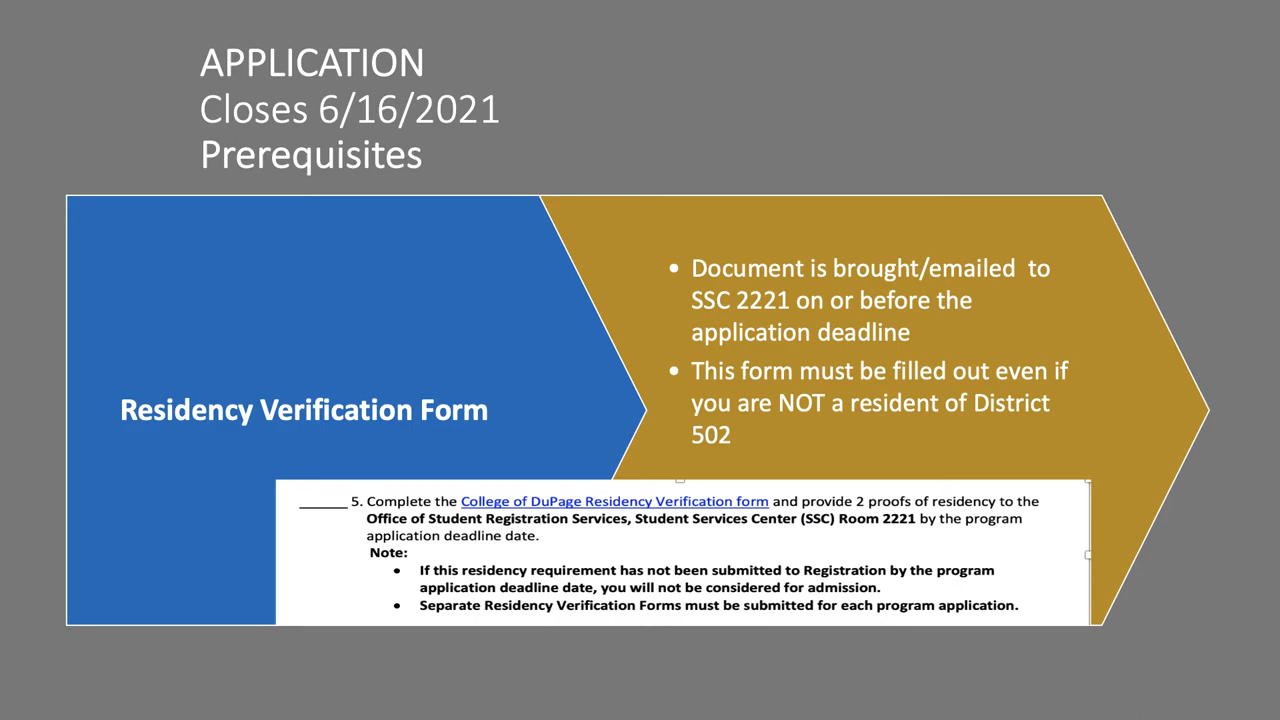 APPLICATION
Closes 6/16/2021
Prerequisites
Residency Verification Form
• Document is brought/emailed to
SSC 2221 on or before the
application deadline
• This form must be filled out even if
you are NOT a resident of District
502
______ 5. Complete the College of DuPage Residency Verification form and provide 2 proofs of residency to the
Office of Student Registration Services, Student Services Center (SSC) Room 2221 by the program
application deadline date.
Note:
• If this residency requirement has not been submitted to Registration by the program
application deadline date, you will not be considered for admission.
• Separate Residency Verification Forms must be submitted for each program application.